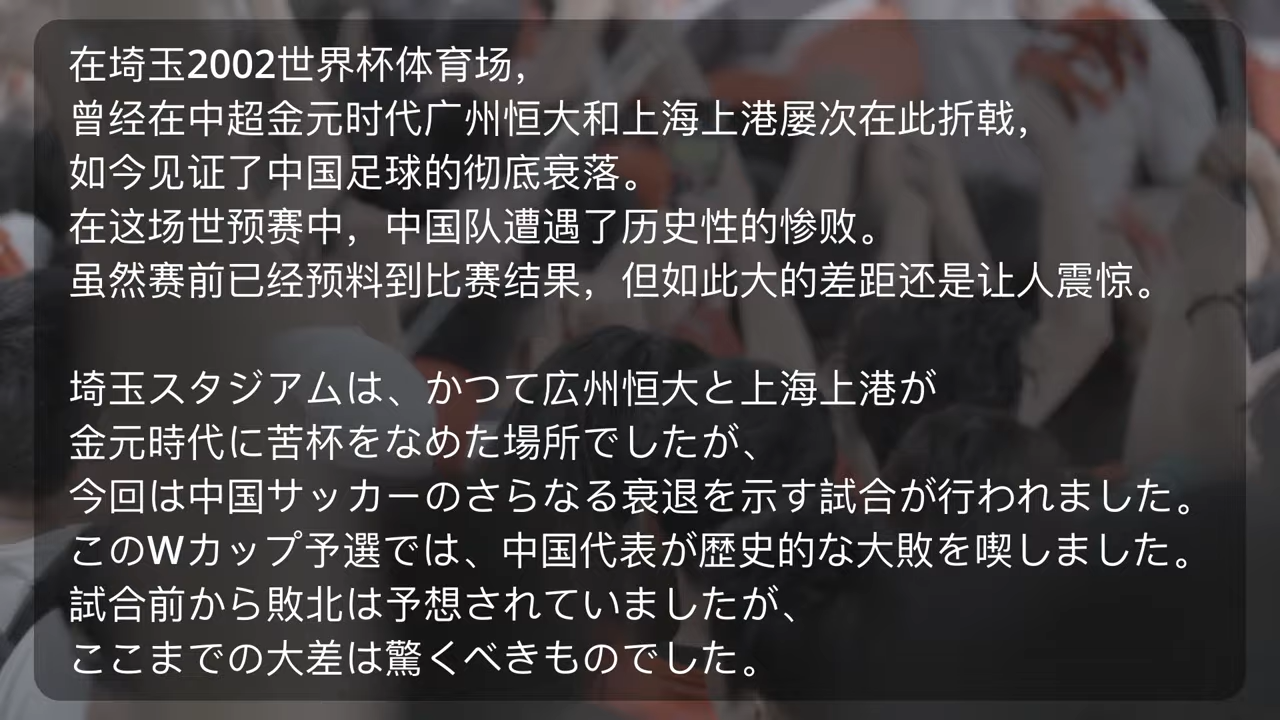 在埼玉2002世界杯体育场，
曾经在中超金元时代广州恒大和上海上港屡次在此折戟，
如今见证了中国足球的彻底衰落。
在这场世预赛中，中国队遭遇了历史性的惨败。
虽然赛前已经预料到比赛结果，但如此大的差距还是让人震惊。
埼玉スタジアムは、かつて広州恒大と上海上港が
金元時代に苦杯をなめた場所でしたが、
今回は中国サッカーのさらなる衰退を示す試合が行われました。
このWカップ予選では、中国代表が歴史的な大敗を喫しました。
試合前から敗北は予想されていましたが、
ここまでの大差は驚くべきものでした。